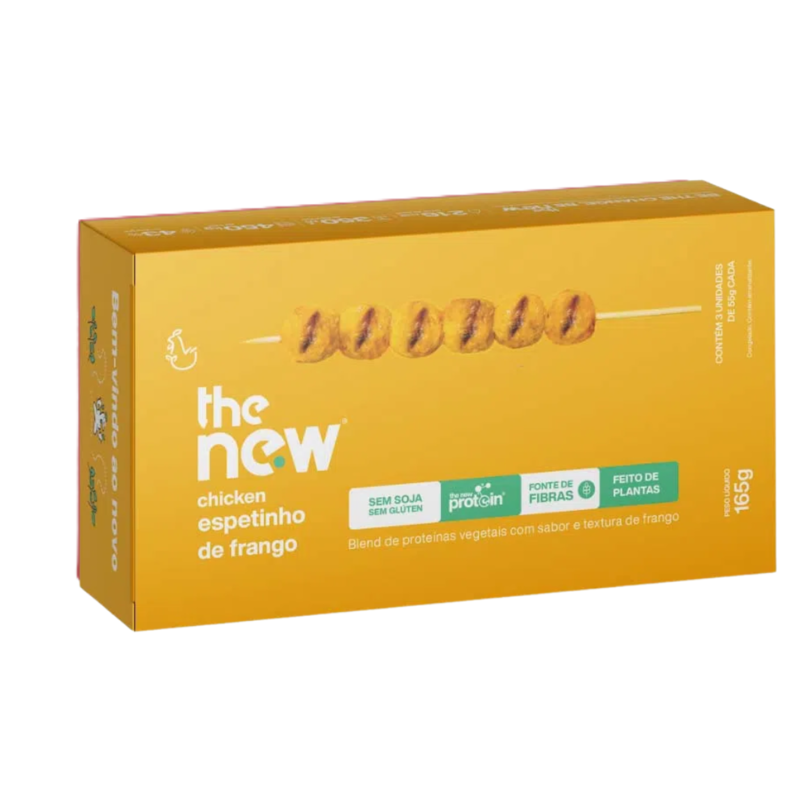 the
new®
chicken
espetinho
de frango
SEM SOJA
SEM GLÚTEN
the new
protein®
FONTE DE
FIBRAS
FEITO DE
PLANTAS
Blend de proteínas vegetais com sabor e textura de frango
CONTÉM 3 UNIDADES
DE 55g CADA
PESO LÍQUIDO
165g
Bem-vindo ao novo